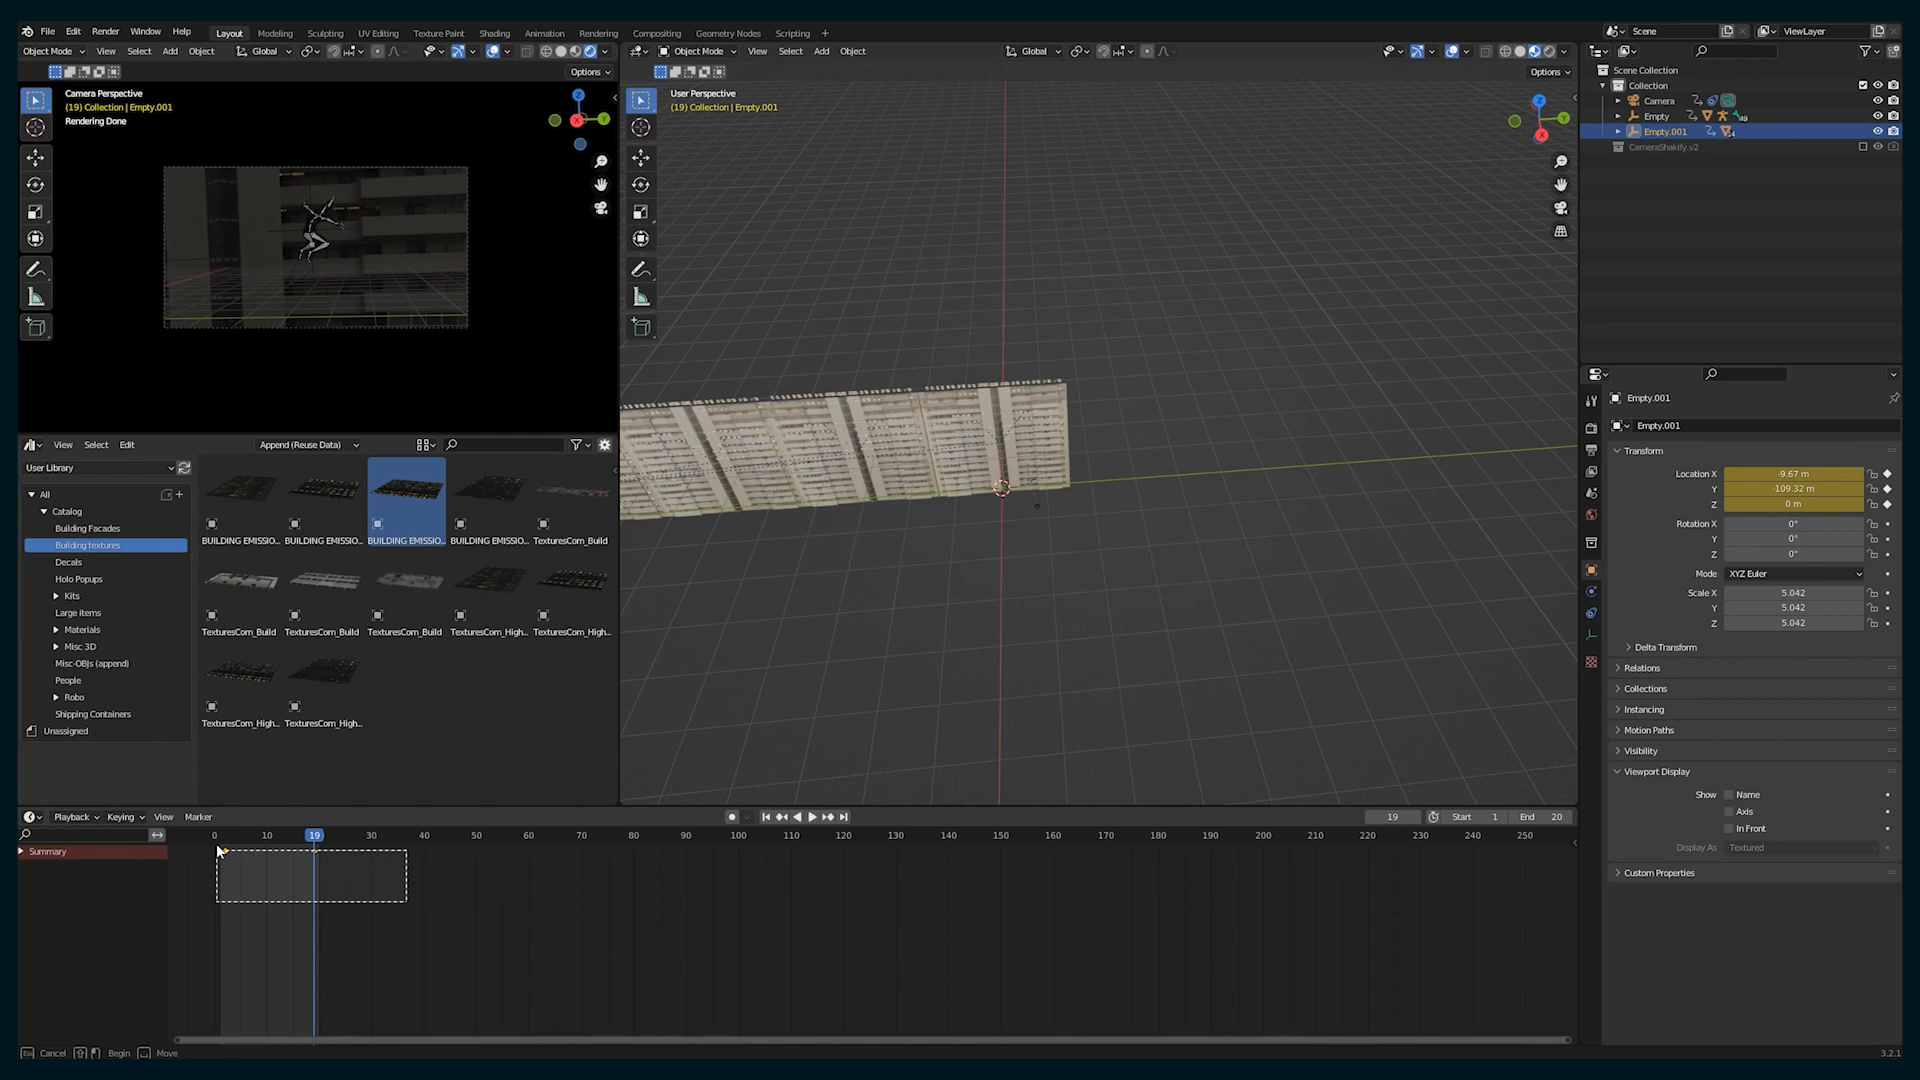 File Edit Render Window Help Layout Modeling Sculpting UV Editing Texture Paint Shading Animation Rendering Compositing Geometry Nodes Scripting + Scene ViewLayer
Object Mode View Select Add Object Global Object Mode View Select Add Object Global
Options Options
Camera Perspective
(19) Collection | Empty.001
Rendering Done
User Perspective
(19) Collection | Empty.001
Scene Collection
Collection
Camera
Empty
Empty.001
CameraShakify.v2
View Select Edit Append (Reuse Data)
User Library
All
Catalog
Building Facades
Building textures
Decals
Holo Popups
Kits
Large items
Materials
Misc 3D
Misc-OBJs (append)
People
Robo
Shipping Containers
Unassigned
BUILDING EMISSIO... BUILDING EMISSIO... BUILDING EMISSIO... BUILDING EMISSIO... TexturesCom_Build
TexturesCom_Build TexturesCom_Build TexturesCom_Build TexturesCom_High... TexturesCom_High...
TexturesCom_High... TexturesCom_High...
Empty.001
Empty.001
Transform
Location X -9.67 m
Y -109.32 m
Z 0 m
Rotation X 0°
Y 0°
Z 0°
Mode XYZ Euler
Scale X 5.042
Y 5.042
Z 5.042
Delta Transform
Relations
Collections
Instancing
Motion Paths
Visibility
Viewport Display
Show Name
Axis
In Front
Display As Textured
Custom Properties
Playback Keying View Marker 19 Start 1 End 20
0 10 19 30 40 50 60 70 80 90 100 110 120 130 140 150 160 170 180 190 200 210 220 230 240 250
Summary
Cancel Begin Move 3.2.1